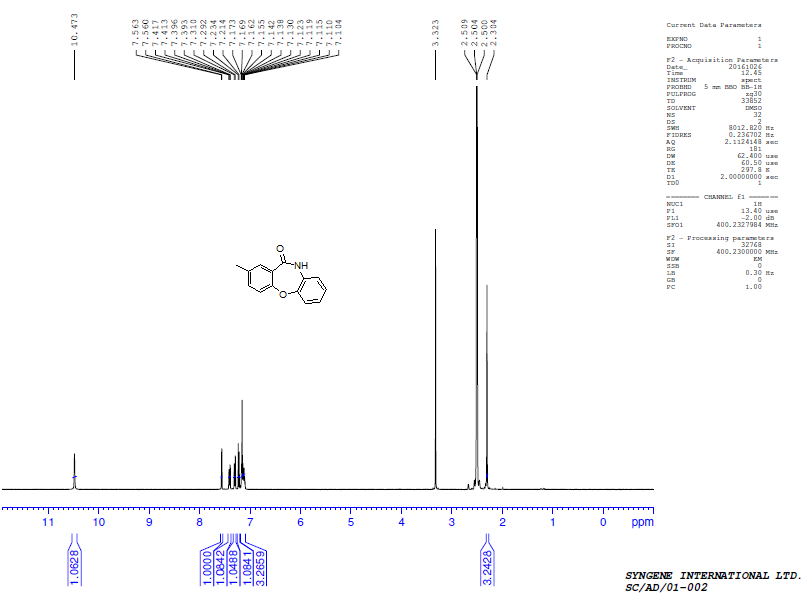 10.473
7.563
7.560
7.417
7.413
7.396
7.393
7.310
7.292
7.234
7.214
7.173
7.169
7.162
7.155
7.142
7.138
7.130
7.123
7.119
7.115
7.110
7.104
3.323
2.509
2.504
2.500
2.304
Current Data Parameters
EXPNO 1
PROCNO 1
F2 - Acquisition Parameters
Date_ 20161026
Time 12.45
INSTRUM spect
PROBHD 5 mm BBO BB-1H
PULPROG zg30
TD 33852
SOLVENT DMSO
NS 32
DS 2
SWH 8012.820 Hz
FIDRES 0.236702 Hz
AQ 2.1124148 sec
RG 181
DW 62.400 use
DE 60.50 use
TE 297.8 K
D1 2.00000000 sec
TD0 1
======== CHANNEL f1 ========
NUC1 1H
P1 13.40 use
PL1 -2.00 dB
SFO1 400.2327984 MHz
F2 - Processing parameters
SI 32768
SF 400.2300000 MHz
WDW EM
SSB 0
LB 0.30 Hz
GB 0
PC 1.00
O
NH
O
11 10 9 8 7 6 5 4 3 2 1 0 ppm
1.0628
1.0000
1.0842
1.0488
1.0841
3.2659
3.2428
SYNGENE INTERNATIONAL LTD.
SC/AD/01-002